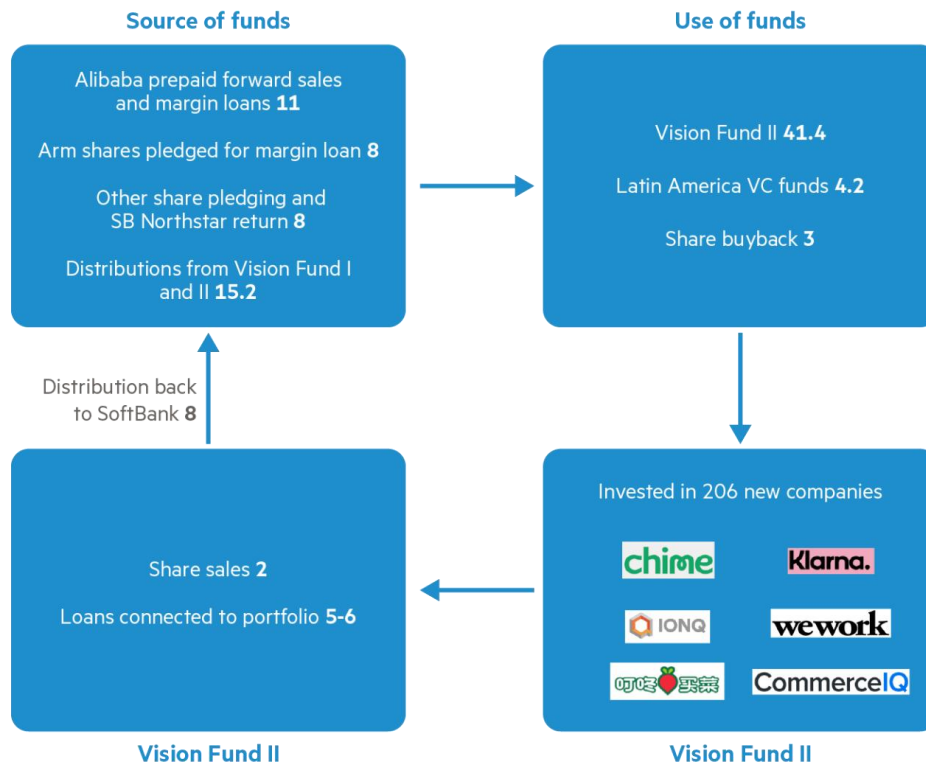 Source of funds
Alibaba prepaid forward sales
and margin loans 11
Arm shares pledged for margin loan 8
Other share pledging and
SB Northstar return 8
Distributions from Vision Fund I
and II 15.2
Use of funds
Vision Fund II 41.4
Latin America VC funds 4.2
Share buyback 3
Distribution back
to SoftBank 8
Share sales 2
Loans connected to portfolio 5-6
Vision Fund II
Invested in 206 new companies
chime
Klarna.
IONQ
wework
叮咚买菜
CommerceIQ
Vision Fund II